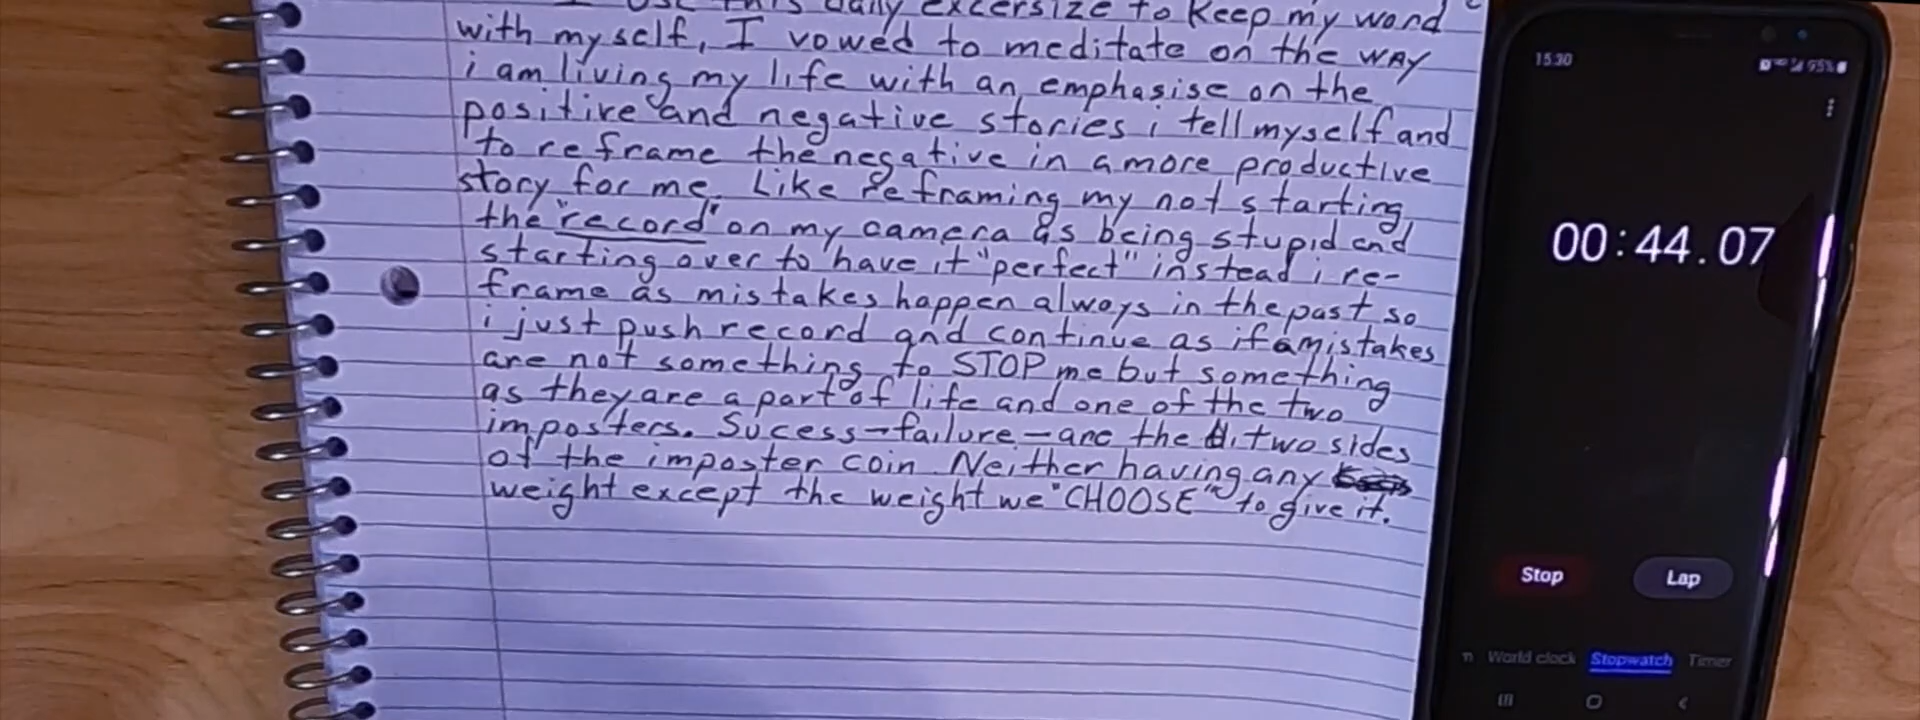 I Use this daily excersize to keep my word
with myself, I vowed to meditate on the WAY
i am living my life with an emphasise on the
positive and negative stories i tell myself and
to reframe the negative in a more productive
story for me. Like reframing my not starting
the "record" on my camera as being stupid and
starting over to have it "perfect" instead i re-
frame as mistakes happen always in the past so
i just push record and continue as if a mistakes
are not something to STOP me but something
as they are a part of life and one of the two
imposters. Sucess-failure-are the two sides
of the imposter coin. Neither having any
weight except the weight we "CHOOSE" to give it.
15:30
95%
00:44.07
Stop Lap
World clock Stopwatch Timer